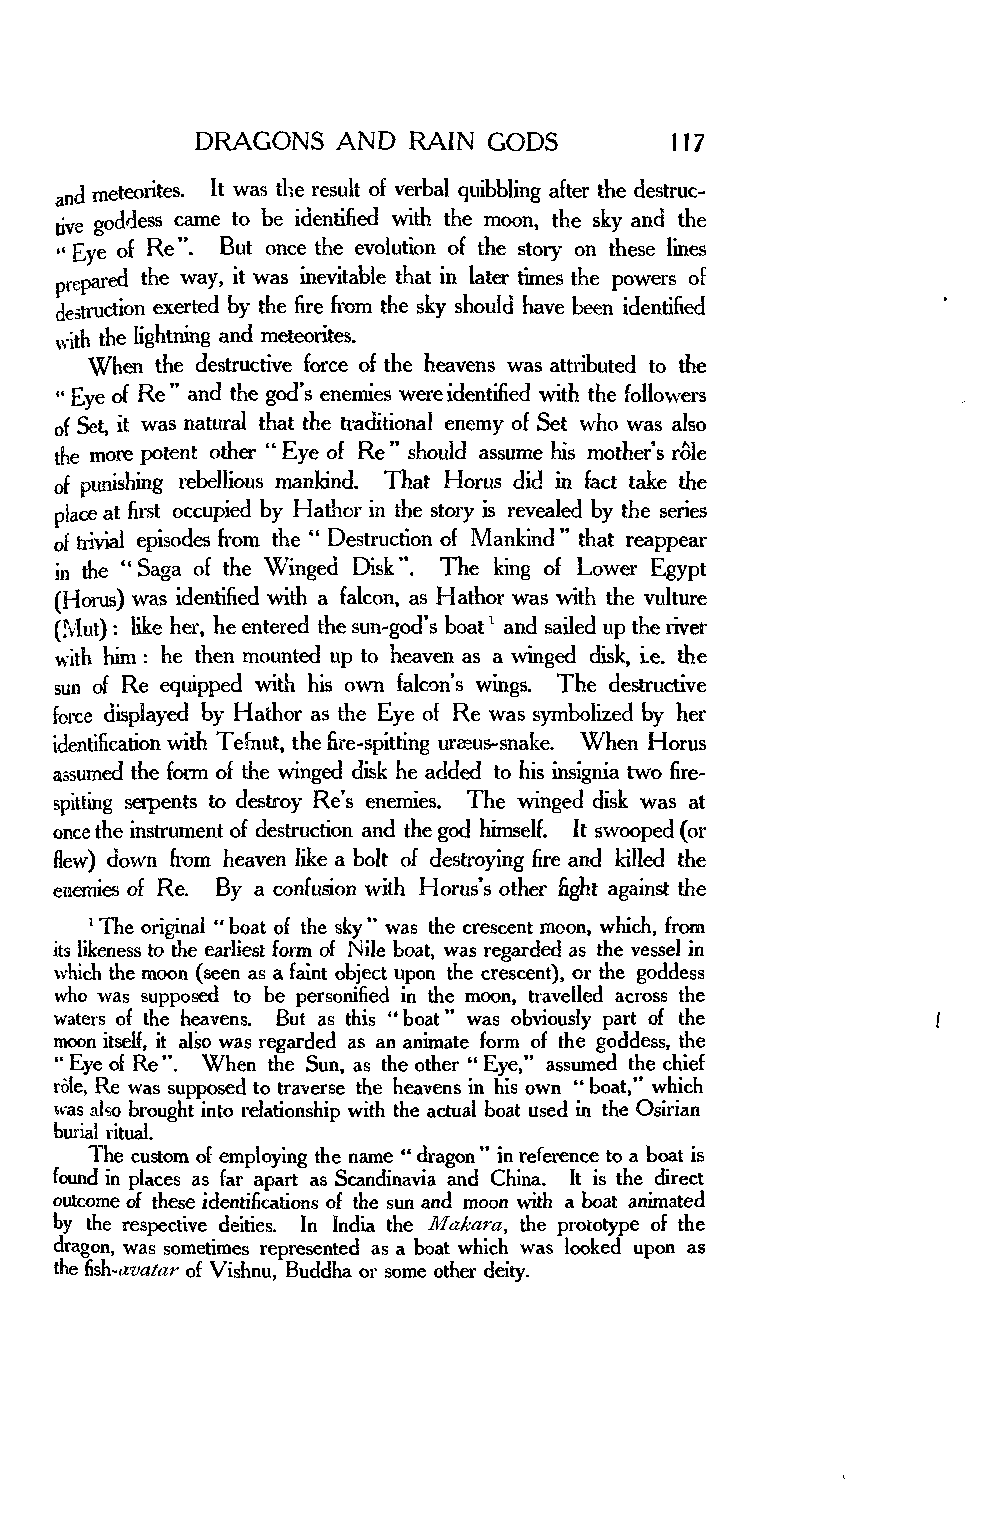 DRAGONS AND RAIN GODS 117
and meteorites. It was the result of verbal quibbling after the destruc-
tive goddess came to be identified with the moon, the sky and the
“ Eye of Re”. But once the evolution of the story on these lines
prepared the way, it was inevitable that in later times the powers of
destruction exerted by the fire from the sky should have been identified
with the lightning and meteorites.
When the destructive force of the heavens was attributed to the
“ Eye of Re ” and the god's enemies were identified with the followers
of Set, it was natural that the traditional enemy of Set who was also
the more potent other “ Eye of Re ” should assume his mother's rôle
of punishing rebellious mankind. That Horus did in fact take the
place at first occupied by Hathor in the story is revealed by the series
of trivial episodes from the “ Destruction of Mankind ” that reappear
in the “ Saga of the Winged Disk ”. The king of Lower Egypt
(Horus) was identified with a falcon, as Hathor was with the vulture
(Mut) : like her, he entered the sun-god's boat ¹ and sailed up the river
with him : he then mounted up to heaven as a winged disk, i.e. the
sun of Re equipped with his own falcon's wings. The destructive
force displayed by Hathor as the Eye of Re was symbolized by her
identification with Tefnut, the fire-spitting uræus-snake. When Horus
assumed the form of the winged disk he added to his insignia two fire-
spitting serpents to destroy Re's enemies. The winged disk was at
once the instrument of destruction and the god himself. It swooped (or
flew) down from heaven like a bolt of destroying fire and killed the
enemies of Re. By a confusion with Horus's other fight against the
¹ The original “ boat of the sky ” was the crescent moon, which, from
its likeness to the earliest form of Nile boat, was regarded as the vessel in
which the moon (seen as a faint object upon the crescent), or the goddess
who was supposed to be personified in the moon, travelled across the
waters of the heavens. But as this “ boat ” was obviously part of the
moon itself, it also was regarded as an animate form of the goddess, the
“ Eye of Re ”. When the Sun, as the other “ Eye,” assumed the chief
rôle, Re was supposed to traverse the heavens in his own “ boat,” which
was also brought into relationship with the actual boat used in the Osirian
burial ritual.
The custom of employing the name “ dragon ” in reference to a boat is
found in places as far apart as Scandinavia and China. It is the direct
outcome of these identifications of the sun and moon with a boat animated
by the respective deities. In India the Makara, the prototype of the
dragon, was sometimes represented as a boat which was looked upon as
the fish-avatar of Vishnu, Buddha or some other deity.